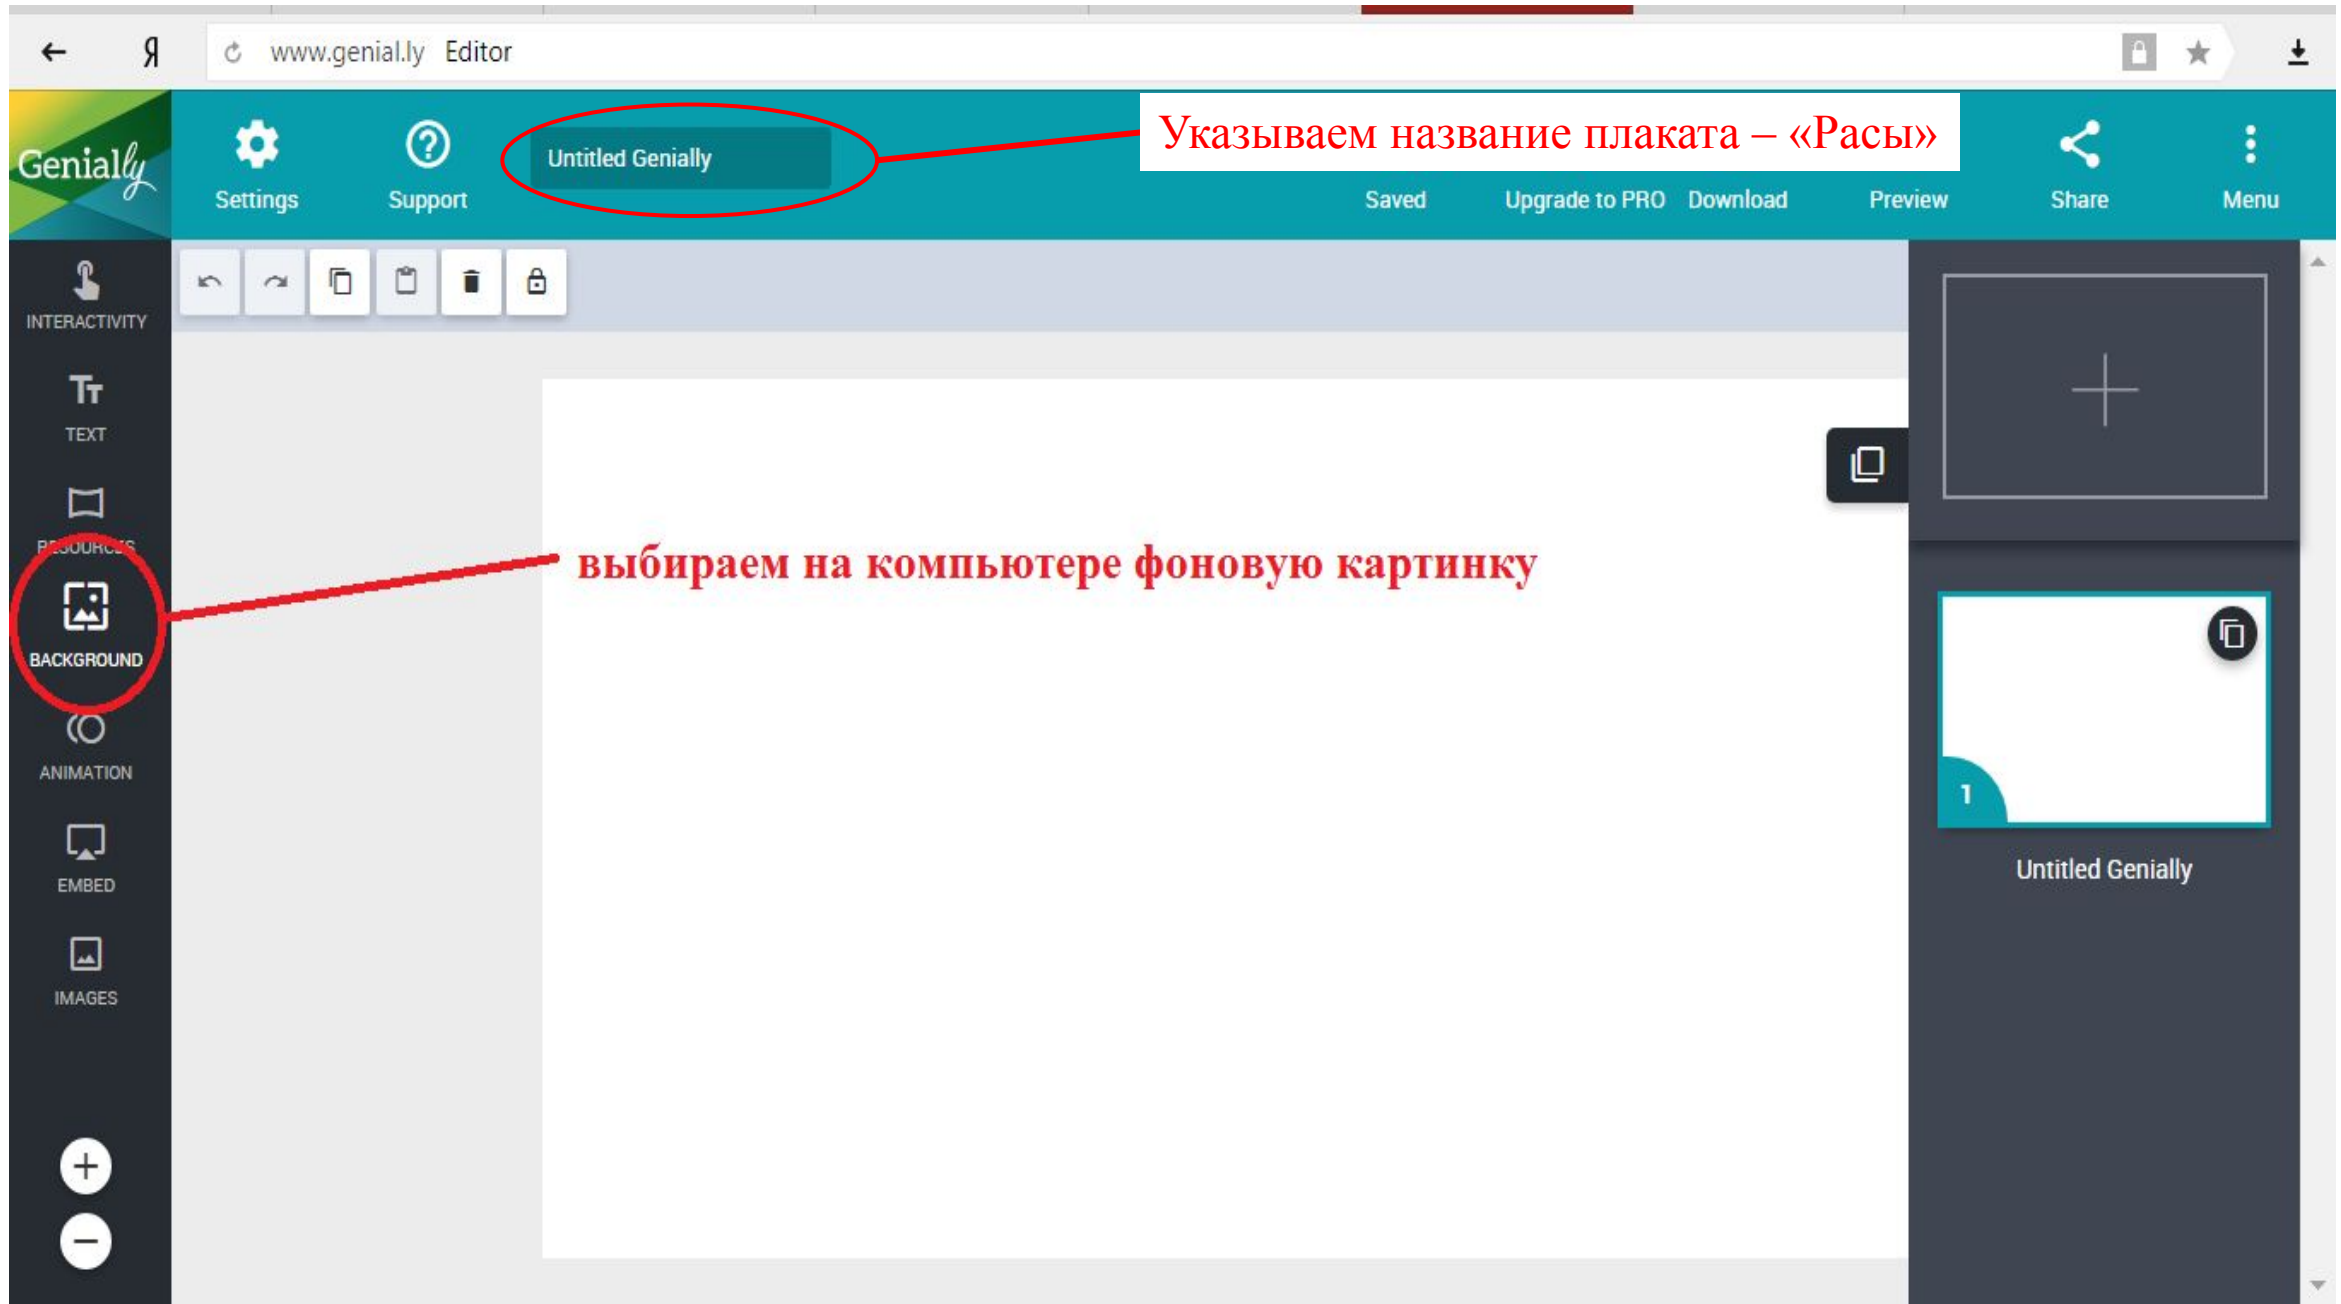 Я www.genial.ly Editor
Указываем название плаката – «Расы»
Genially
Untitled Genially
Settings Support Saved Upgrade to PRO Download Preview Share Menu
INTERACTIVITY
TEXT
RESOURCES
выбираем на компьютере фоновую картинку
BACKGROUND
ANIMATION
1
EMBED
Untitled Genially
IMAGES